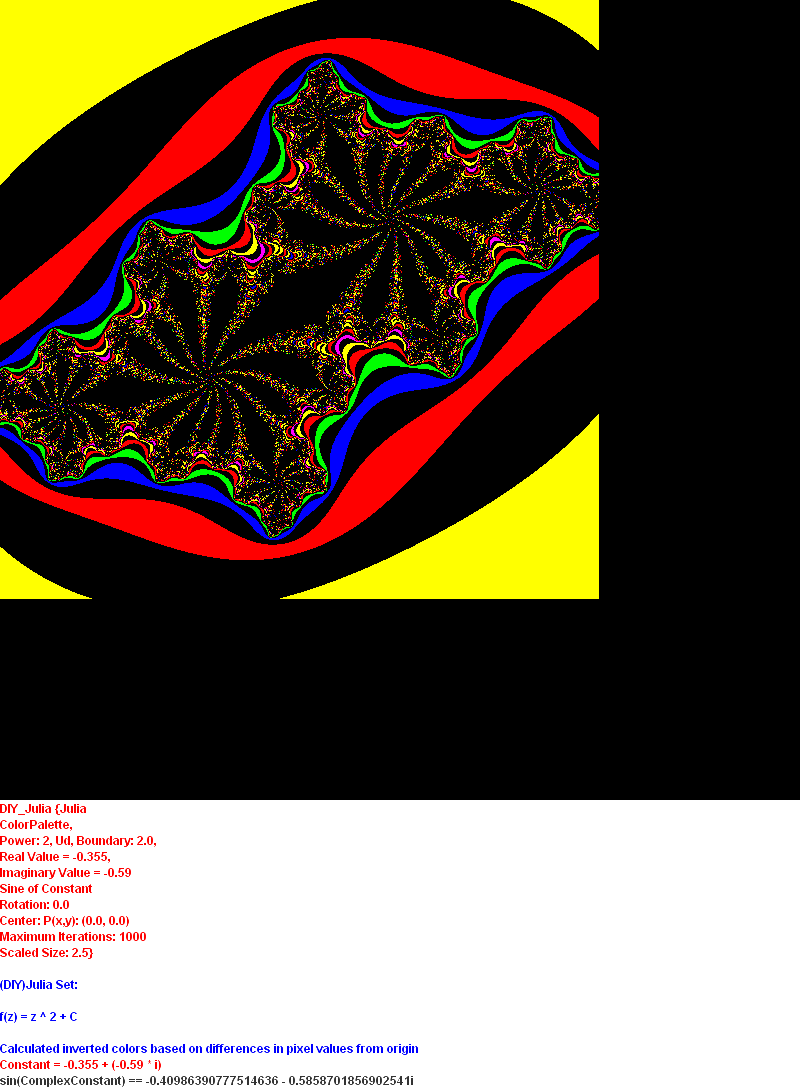 DIY_Julia {Julia
ColorPalette,
Power: 2, Ud, Boundary: 2.0,
Real Value = -0.355,
Imaginary Value = -0.59
Sine of Constant
Rotation: 0.0
Center: P(x,y): (0.0, 0.0)
Maximum Iterations: 1000
Scaled Size: 2.5}
(DIY)Julia Set:
f(z) = z ^ 2 + C
Calculated inverted colors based on differences in pixel values from origin
Constant = -0.355 + (-0.59 * i)
sin(ComplexConstant) == -0.40986390777514636 - 0.5858701856902541i